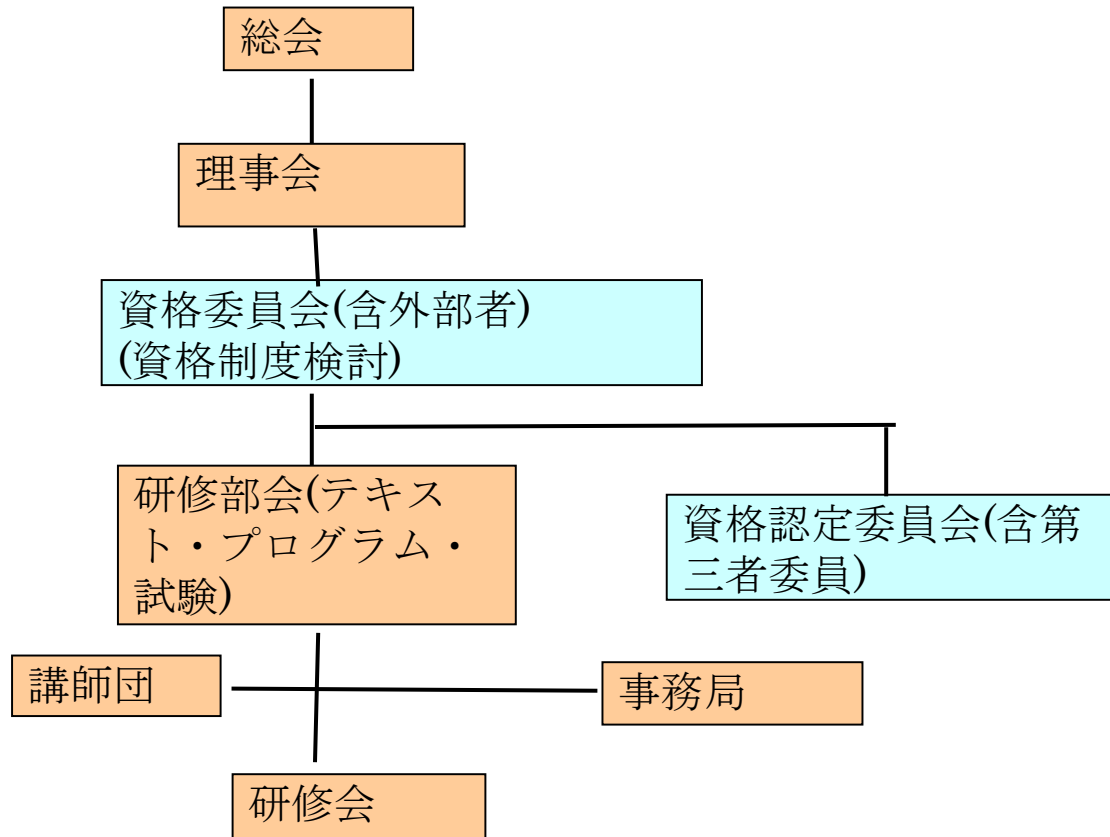 総会
理事会
資格委員会(含外部者)
(資格制度検討)
研修部会(テキス
ト・プログラム・
試験)
資格認定委員会(含第
三者委員)
講師団
事務局
研修会